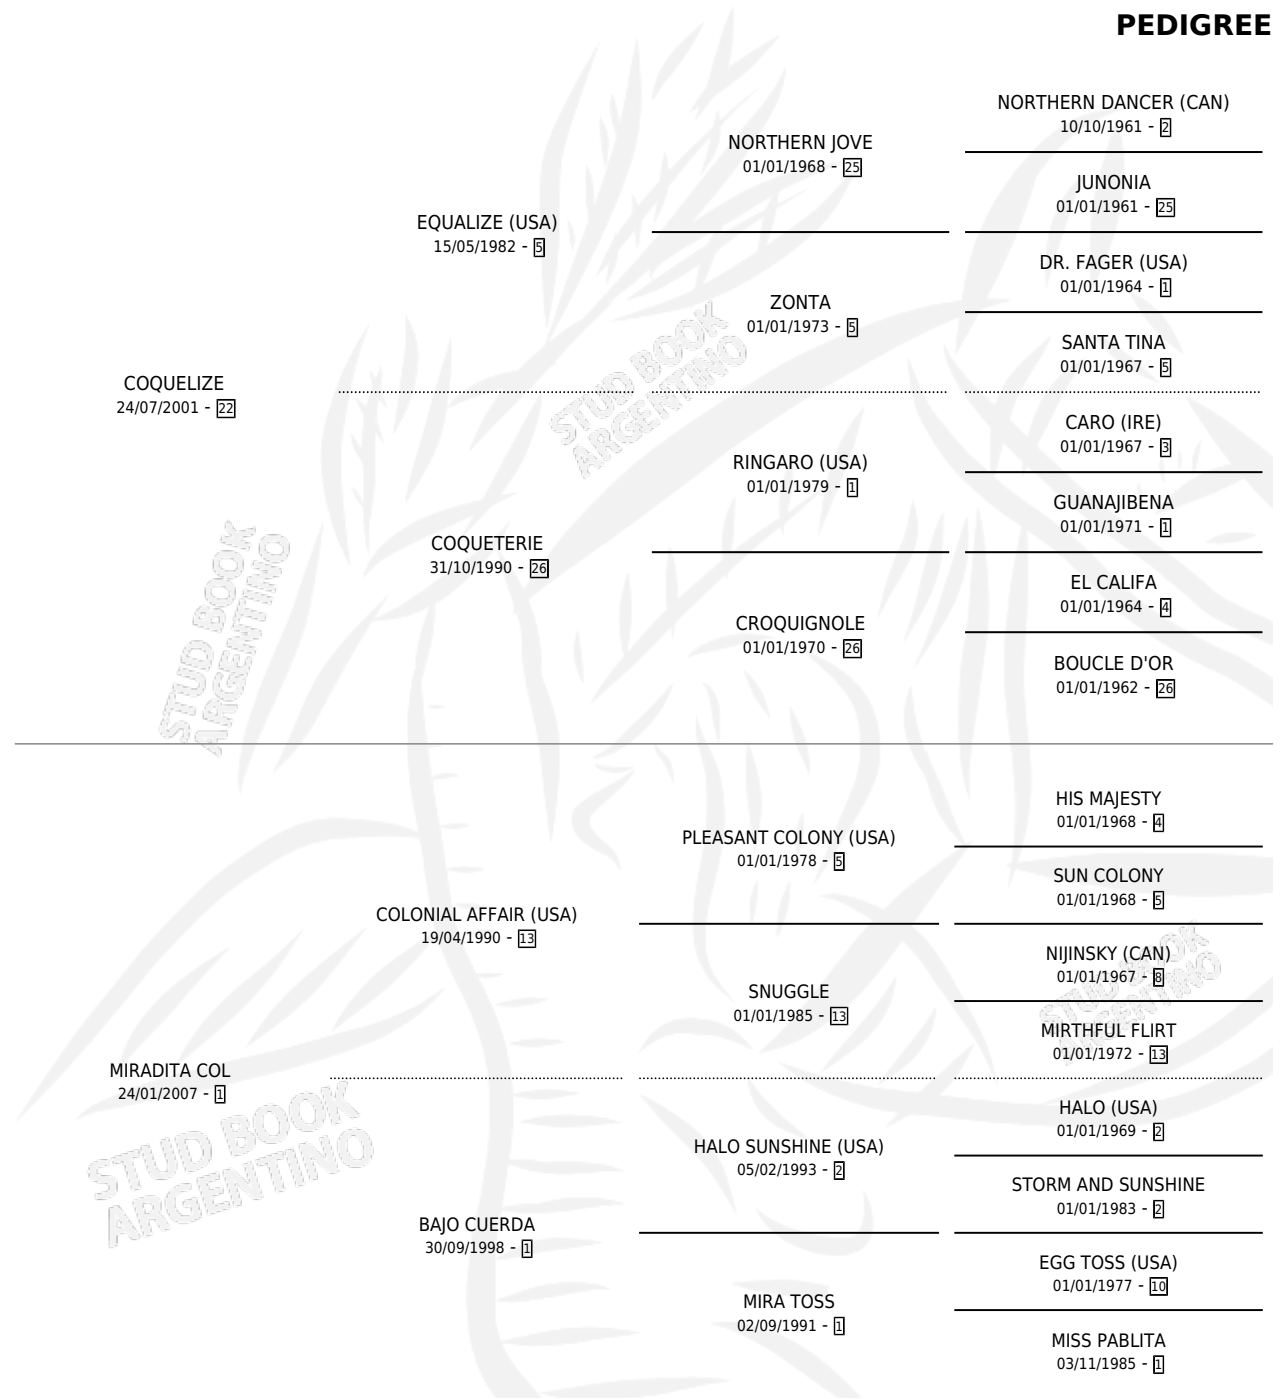 PEDIGREE
NORTHERN DANCER (CAN)
10/10/1961 - 2
NORTHERN JOVE
01/01/1968 - 25
JUNONIA
01/01/1961 - 25
EQUALIZE (USA)
15/05/1982 - 5
DR. FAGER (USA)
01/01/1964 - 1
ZONTA
01/01/1973 - 5
SANTA TINA
01/01/1967 - 5
COQUELIZE
24/07/2001 - 22
CARO (IRE)
01/01/1967 - 3
RINGARO (USA)
01/01/1979 - 1
GUANAJIBENA
01/01/1971 - 1
COQUETERIE
31/10/1990 - 26
EL CALIFA
01/01/1964 - 4
CROQUIGNOLE
01/01/1970 - 26
BOUCLE D'OR
01/01/1962 - 26
HIS MAJESTY
01/01/1968 - 4
PLEASANT COLONY (USA)
01/01/1978 - 5
SUN COLONY
01/01/1968 - 5
COLONIAL AFFAIR (USA)
19/04/1990 - 13
NIJINSKY (CAN)
01/01/1967 - 8
SNUGGLE
01/01/1985 - 13
MIRTHFUL FLIRT
01/01/1972 - 13
MIRADITA COL
24/01/2007 - 1
HALO (USA)
01/01/1969 - 2
HALO SUNSHINE (USA)
05/02/1993 - 2
STORM AND SUNSHINE
01/01/1983 - 2
BAJO CUERDA
30/09/1998 - 1
EGG TOSS (USA)
01/01/1977 - 10
MIRA TOSS
02/09/1991 - 1
MISS PABLITA
03/11/1985 - 1
STUD BOOK
ARGENTINO
STUD BOOK
ARGENTINO
STUD BOOK
ARGENTINO
STUD BOOK
ARGENTINO